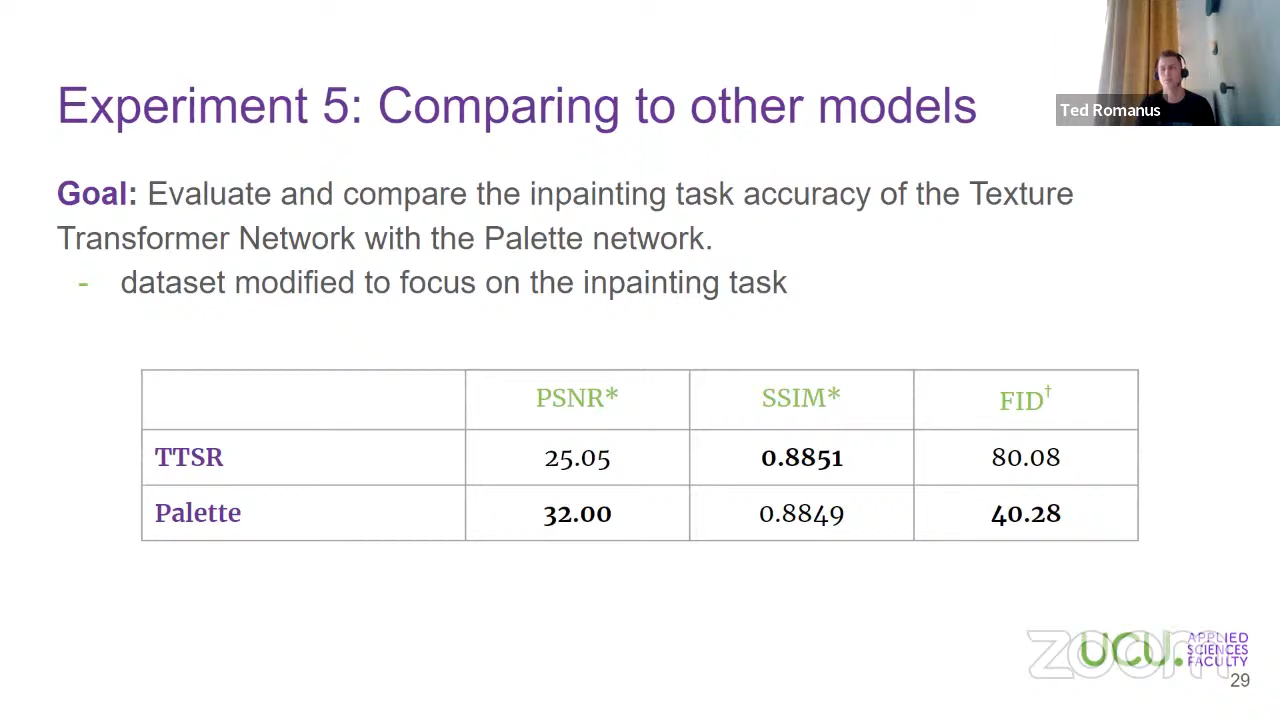 Ted Romanus
Experiment 5: Comparing to other models
Goal: Evaluate and compare the inpainting task accuracy of the Texture
Transformer Network with the Palette network.
- dataset modified to focus on the inpainting task
PSNR* SSIM* FID†
TTSR 25.05 0.8851 80.08
Palette 32.00 0.8849 40.28
zoom
UCU.
APPLIED
SCIENCES
FACULTY
29